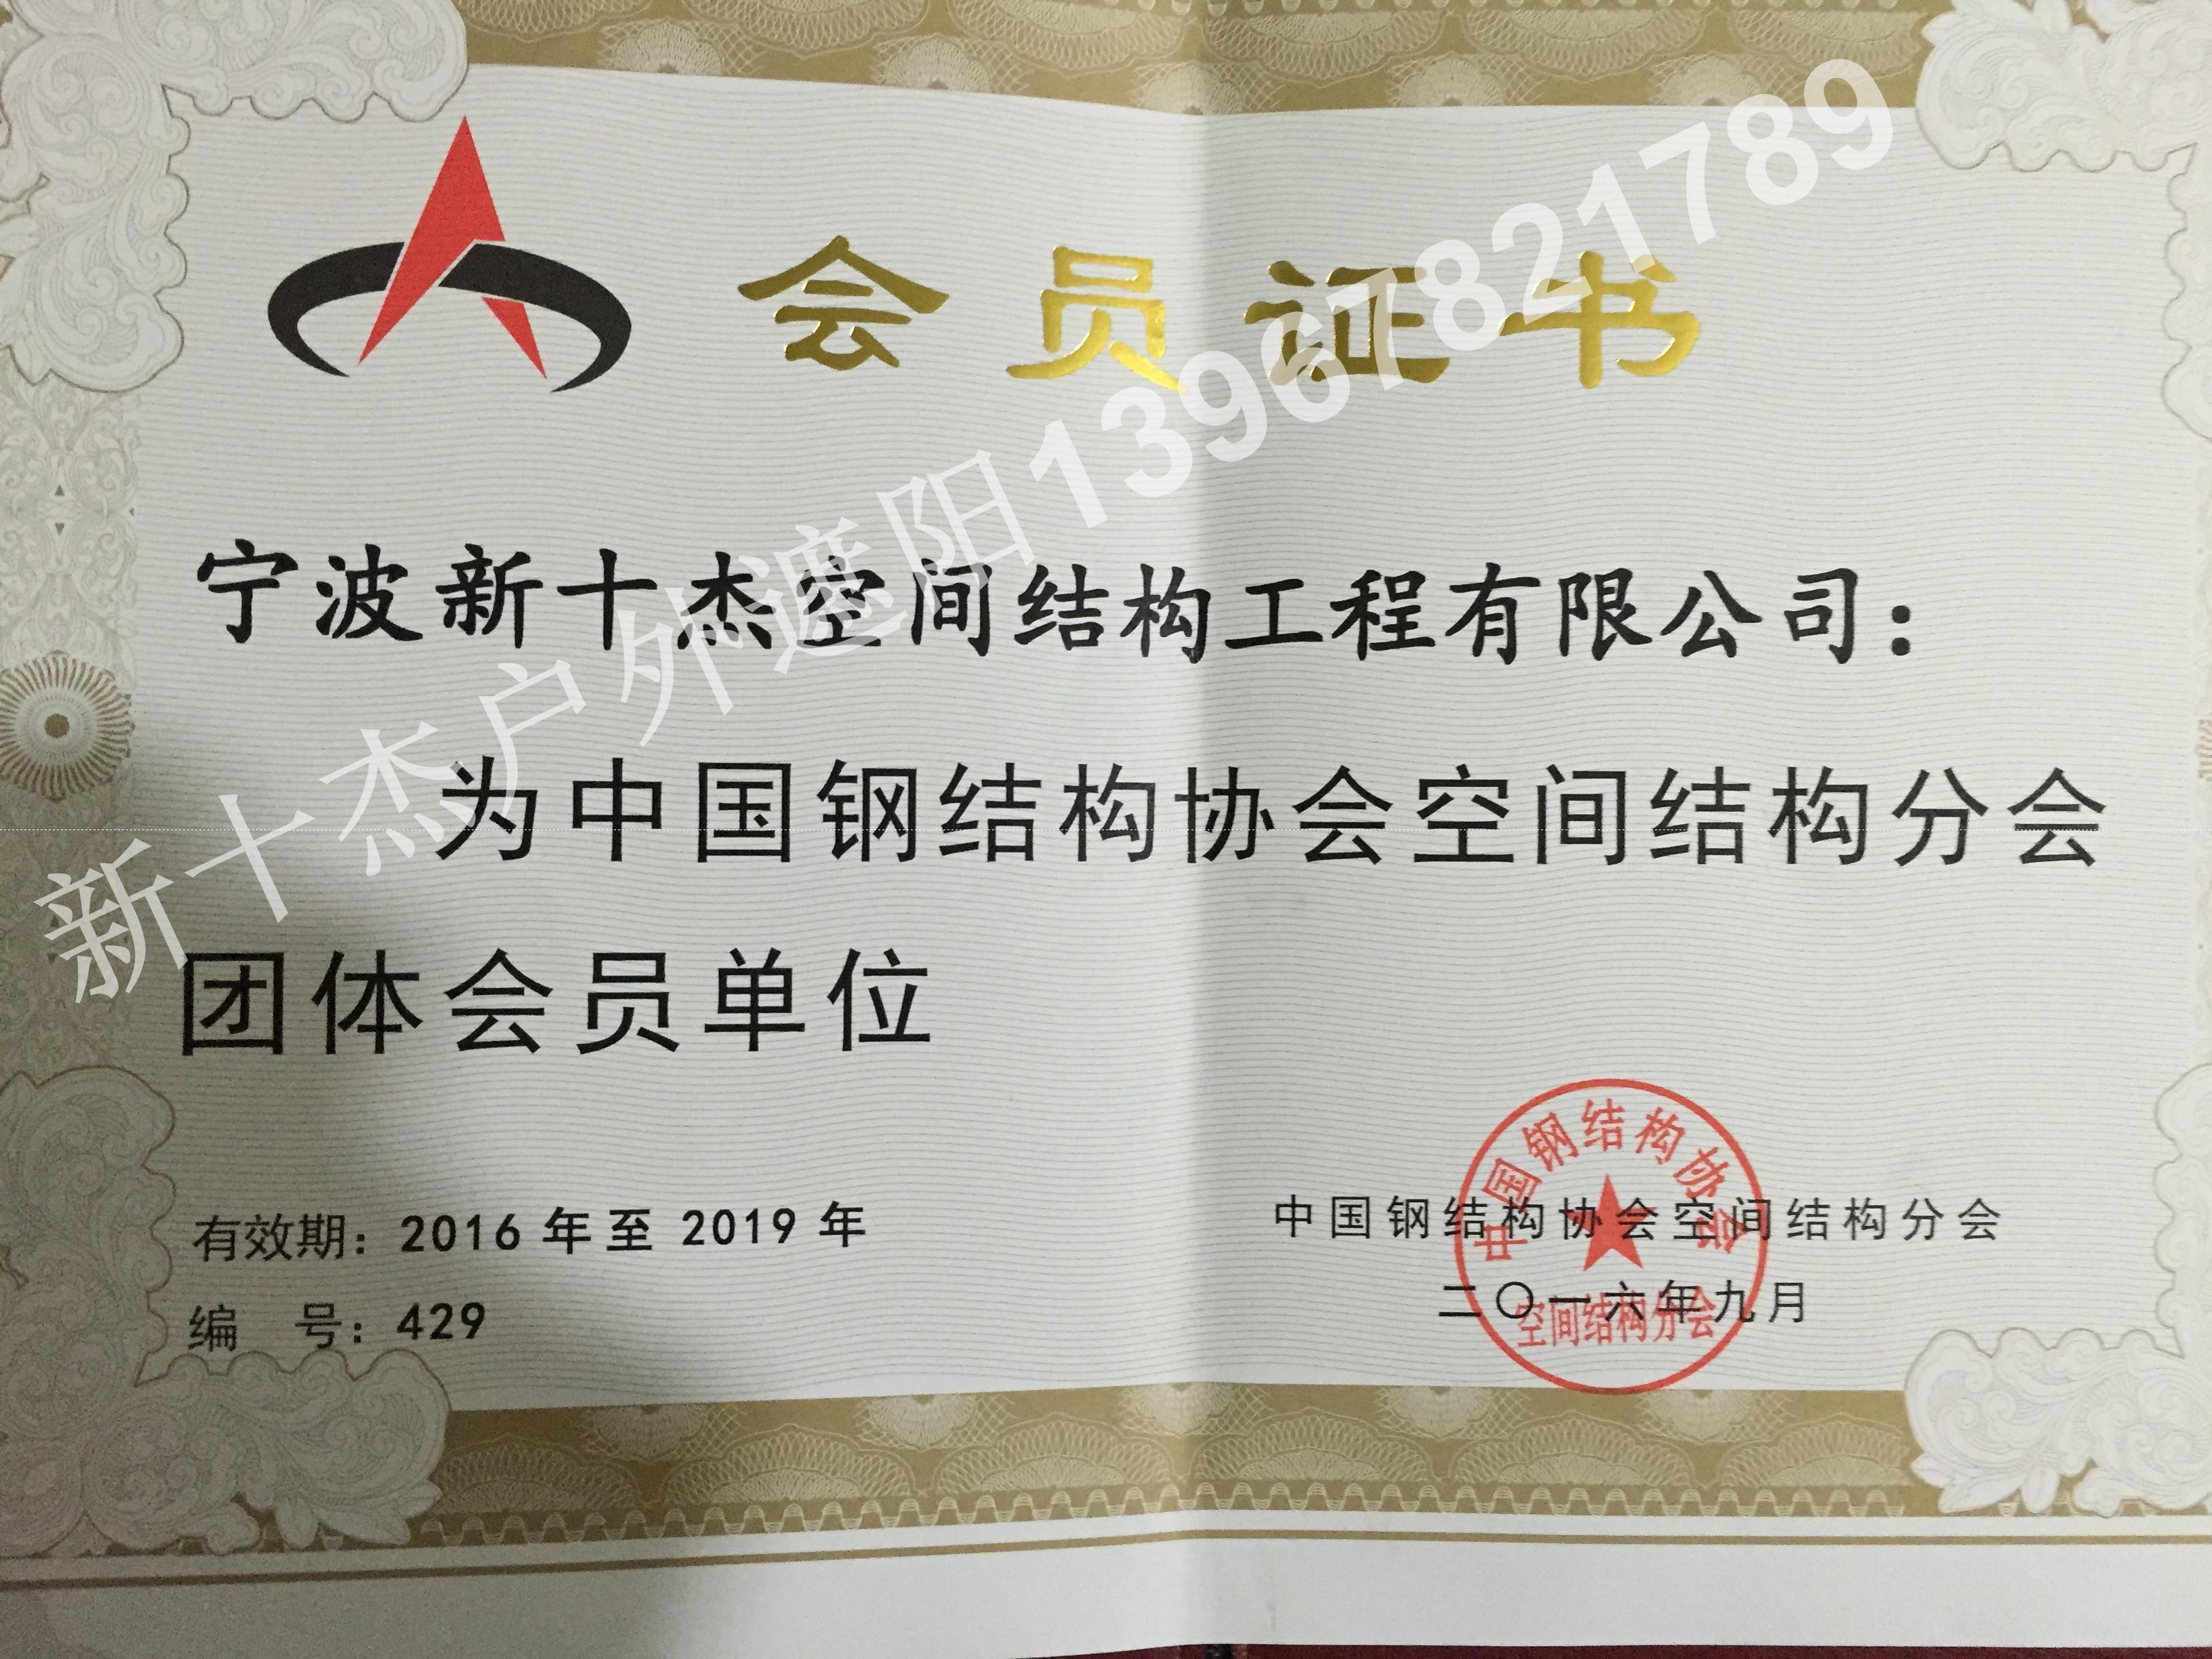 会员证书
宁波新十杰空间结构工程有限公司：
为中国钢结构协会空间结构分会
团体会员单位
有效期：2016年至2019年
编 号：429
中国钢结构协会空间结构分会
二〇一六年九月
中国钢结构协会
空间结构分会
新十杰户外遮阳13967821789